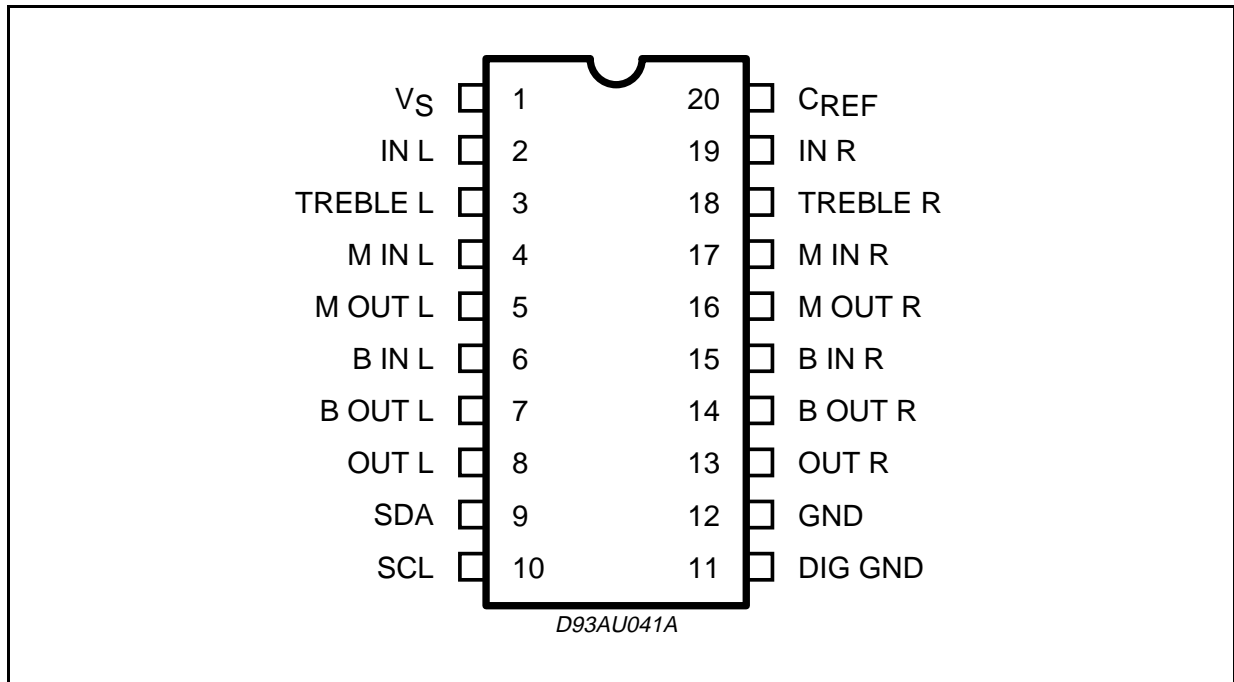 VS 1 20 CREF
IN L 2 19 IN R
TREBLE L 3 18 TREBLE R
M IN L 4 17 M IN R
M OUT L 5 16 M OUT R
B IN L 6 15 B IN R
B OUT L 7 14 B OUT R
OUT L 8 13 OUT R
SDA 9 12 GND
SCL 10 11 DIG GND
D93AU041A